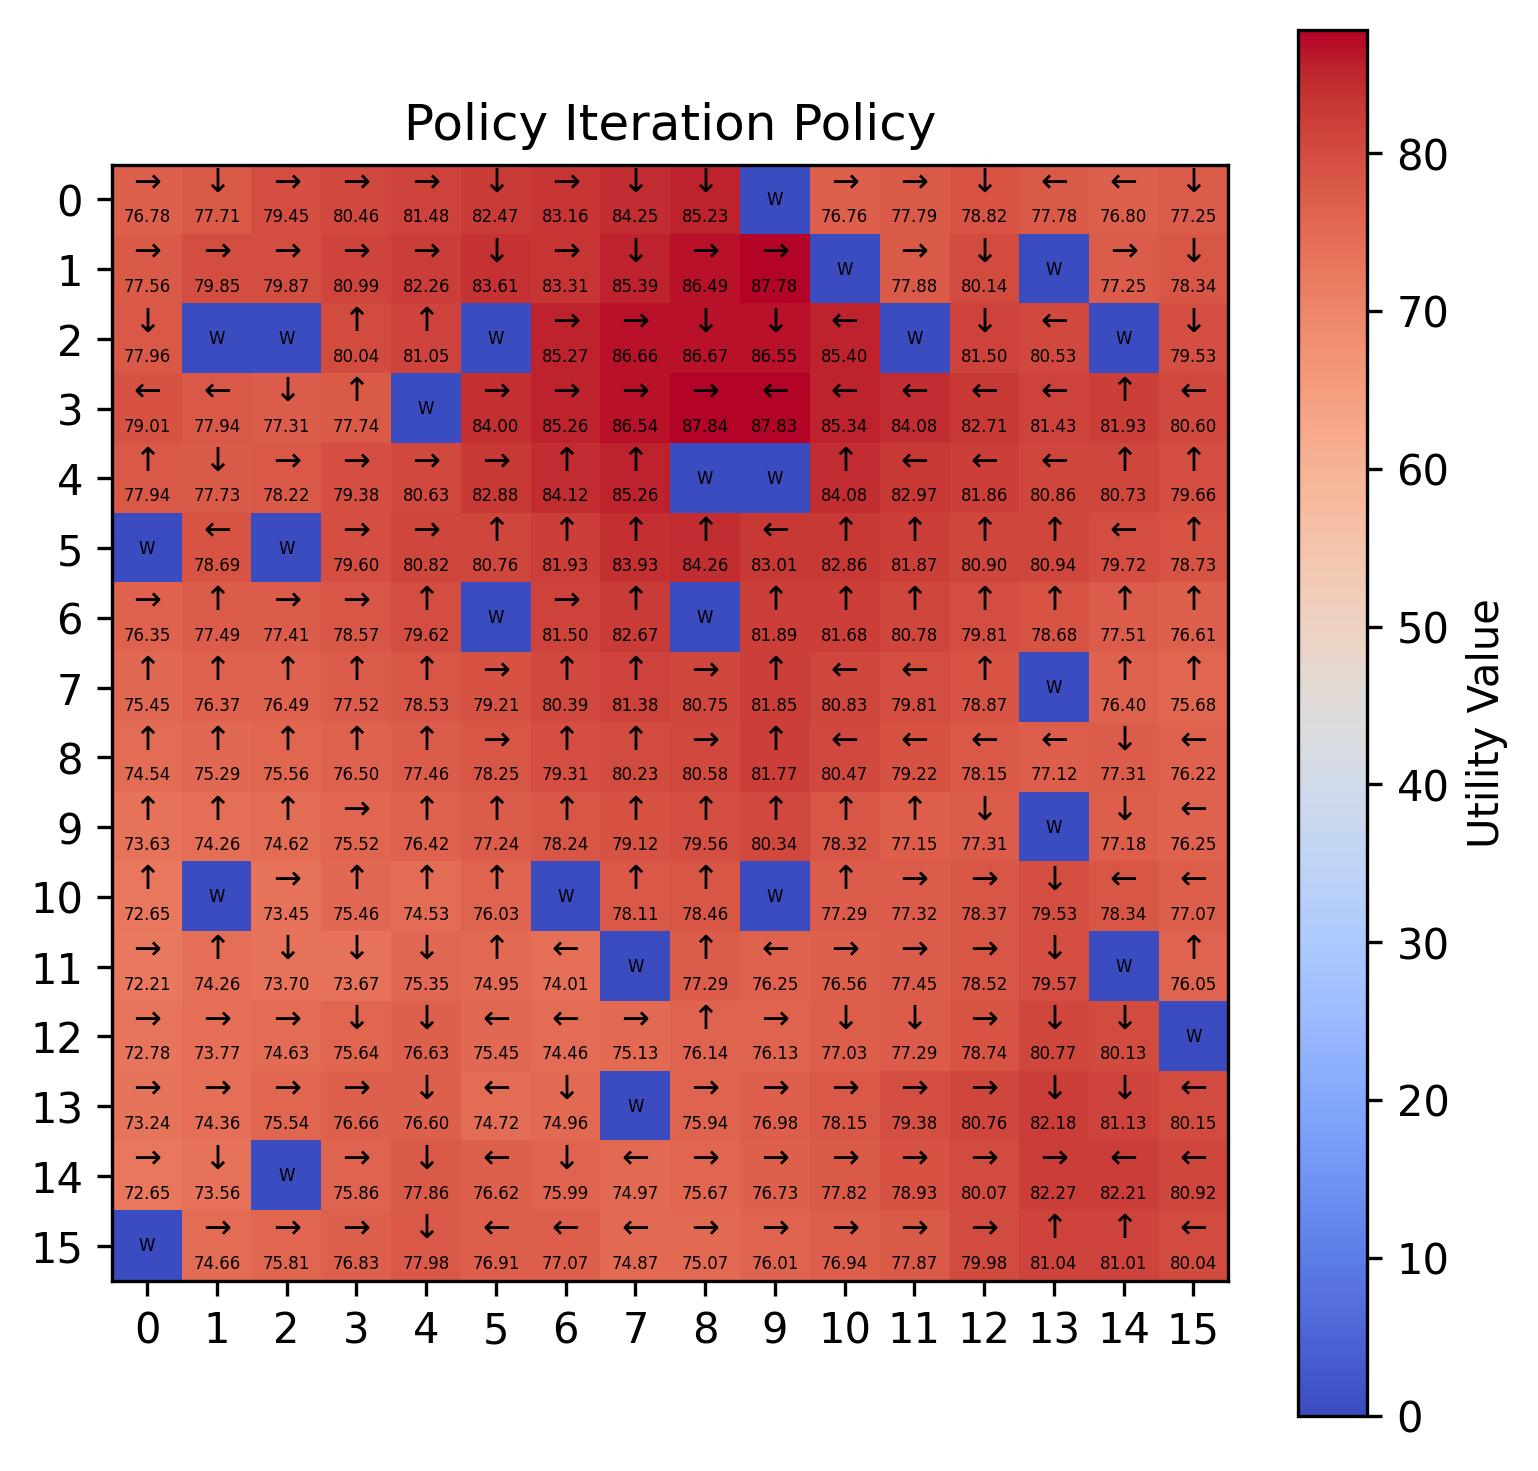 Policy Iteration Policy
0 → ↓ → → → ↓ → ↓ ↓ W → → ↓ ← ← ↓
76.78 77.71 79.45 80.46 81.48 82.47 83.16 84.25 85.23 76.76 77.79 78.82 77.78 76.80 77.25
1 → → → → → ↓ → ↓ → → W → ↓ W → ↓
77.56 79.85 79.87 80.99 82.26 83.61 83.31 85.39 86.49 87.78 77.88 80.14 77.25 78.34
2 ↓ W W ↑ ↑ W → → ↓ ↓ ← W ↓ ← W ↓
77.96 80.04 81.05 85.27 86.66 86.67 86.55 85.40 81.50 80.53 79.53
3 ← ← ↓ ↑ W → → → → ← ← ← ← ← ↑ ←
79.01 77.94 77.31 77.74 84.00 85.26 86.54 87.84 87.83 85.34 84.08 82.71 81.43 81.93 80.60
4 ↑ ↓ → → → → ↑ ↑ W W ↑ ← ← ← ↑ ↑
77.94 77.73 78.22 79.38 80.63 82.88 84.12 85.26 84.08 82.97 81.86 80.86 80.73 79.66
5 W ← W → → ↑ ↑ ↑ ↑ ← ↑ ↑ ↑ ↑ ← ↑
78.69 79.60 80.82 80.76 81.93 83.93 84.26 83.01 82.86 81.87 80.90 80.94 79.72 78.73
6 → ↑ → → ↑ W → ↑ W ↑ ↑ ↑ ↑ ↑ ↑ ↑
76.35 77.49 77.41 78.57 79.62 81.50 82.67 81.89 81.68 80.78 79.81 78.68 77.51 76.61
7 ↑ ↑ ↑ ↑ ↑ → ↑ ↑ → ↑ ← ← ↑ W ↑ ↑
75.45 76.37 76.49 77.52 78.53 79.21 80.39 81.38 80.75 81.85 80.83 79.81 78.87 76.40 75.68
8 ↑ ↑ ↑ ↑ ↑ → ↑ ↑ → ↑ ← ← ← ← ↓ ←
74.54 75.29 75.56 76.50 77.46 78.25 79.31 80.23 80.58 81.77 80.47 79.22 78.15 77.12 77.31 76.22
9 ↑ ↑ ↑ → ↑ ↑ ↑ ↑ ↑ ↑ ↑ ↑ ↓ W ↓ ←
73.63 74.26 74.62 75.52 76.42 77.24 78.24 79.12 79.56 80.34 78.32 77.15 77.31 77.18 76.25
10 ↑ W → ↑ ↑ ↑ W ↑ ↑ W ↑ → → ↓ ← ←
72.65 73.45 75.46 74.53 76.03 78.11 78.46 77.29 77.32 78.37 79.53 78.34 77.07
11 → ↑ ↓ ↓ ↓ ↑ ← W ↑ ← → → → ↓ W ↑
72.21 74.26 73.70 73.67 75.35 74.95 74.01 77.29 76.25 76.56 77.45 78.52 79.57 76.05
12 → → → ↓ ↓ ← ← → ↑ → ↓ ↓ → ↓ ↓ W
72.78 73.77 74.63 75.64 76.63 75.45 74.46 75.13 76.14 76.13 77.03 77.29 78.74 80.77 80.13
13 → → → → ↓ ← ↓ W → → → → → ↓ ↓ ←
73.24 74.36 75.54 76.66 76.60 74.72 74.96 75.94 76.98 78.15 79.38 80.76 82.18 81.13 80.15
14 → ↓ W → ↓ ← ↓ ← → → → → → → ← ←
72.65 73.56 75.86 77.86 76.62 75.99 74.97 75.67 76.73 77.82 78.93 80.07 82.27 82.21 80.92
15 W → → → ↓ ← ← ← → → → → → ↑ ↑ ←
74.66 75.81 76.83 77.98 76.91 77.07 74.87 75.07 76.01 76.94 77.87 79.98 81.04 81.01 80.04
0 1 2 3 4 5 6 7 8 9 10 11 12 13 14 15
80
70
60
50
40
30
20
10
0
Utility Value